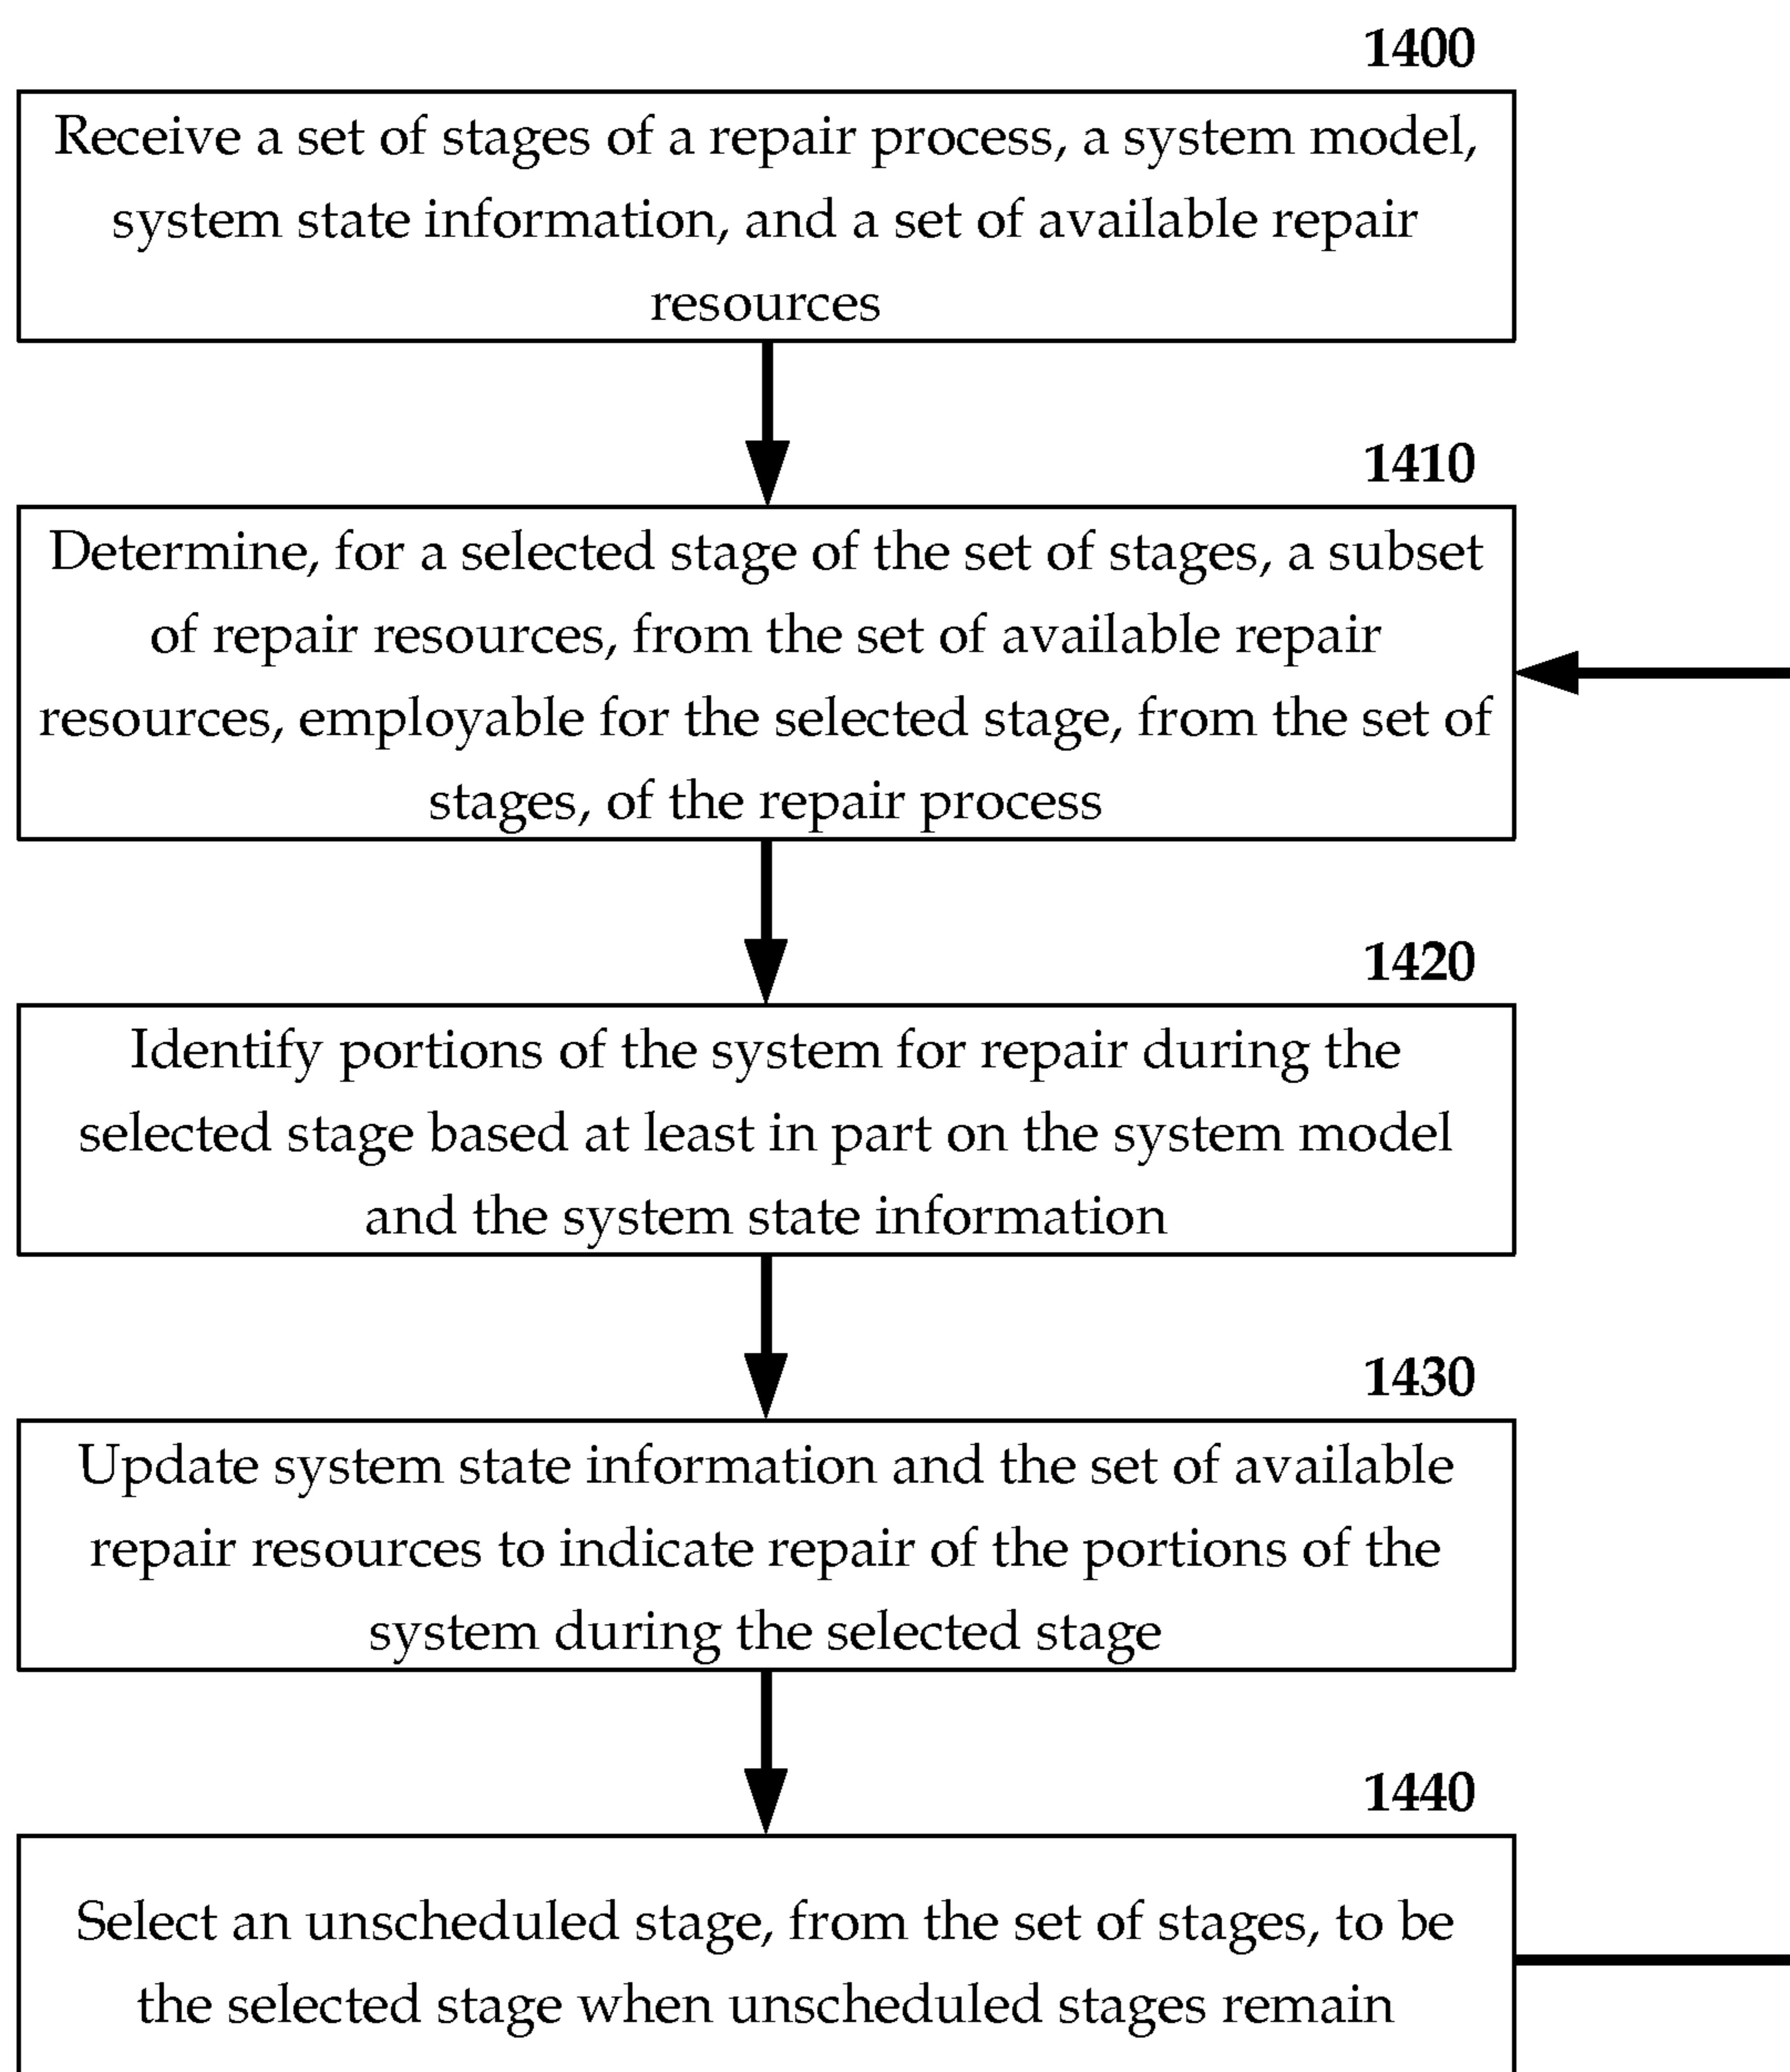 1400
Receive a set of stages of a repair process, a system model,
system state information, and a set of available repair
resources
1410
Determine, for a selected stage of the set of stages, a subset
of repair resources, from the set of available repair
resources, employable for the selected stage, from the set of
stages, of the repair process
1420
Identify portions of the system for repair during the
selected stage based at least in part on the system model
and the system state information
1430
Update system state information and the set of available
repair resources to indicate repair of the portions of the
system during the selected stage
1440
Select an unscheduled stage, from the set of stages, to be
the selected stage when unscheduled stages remain